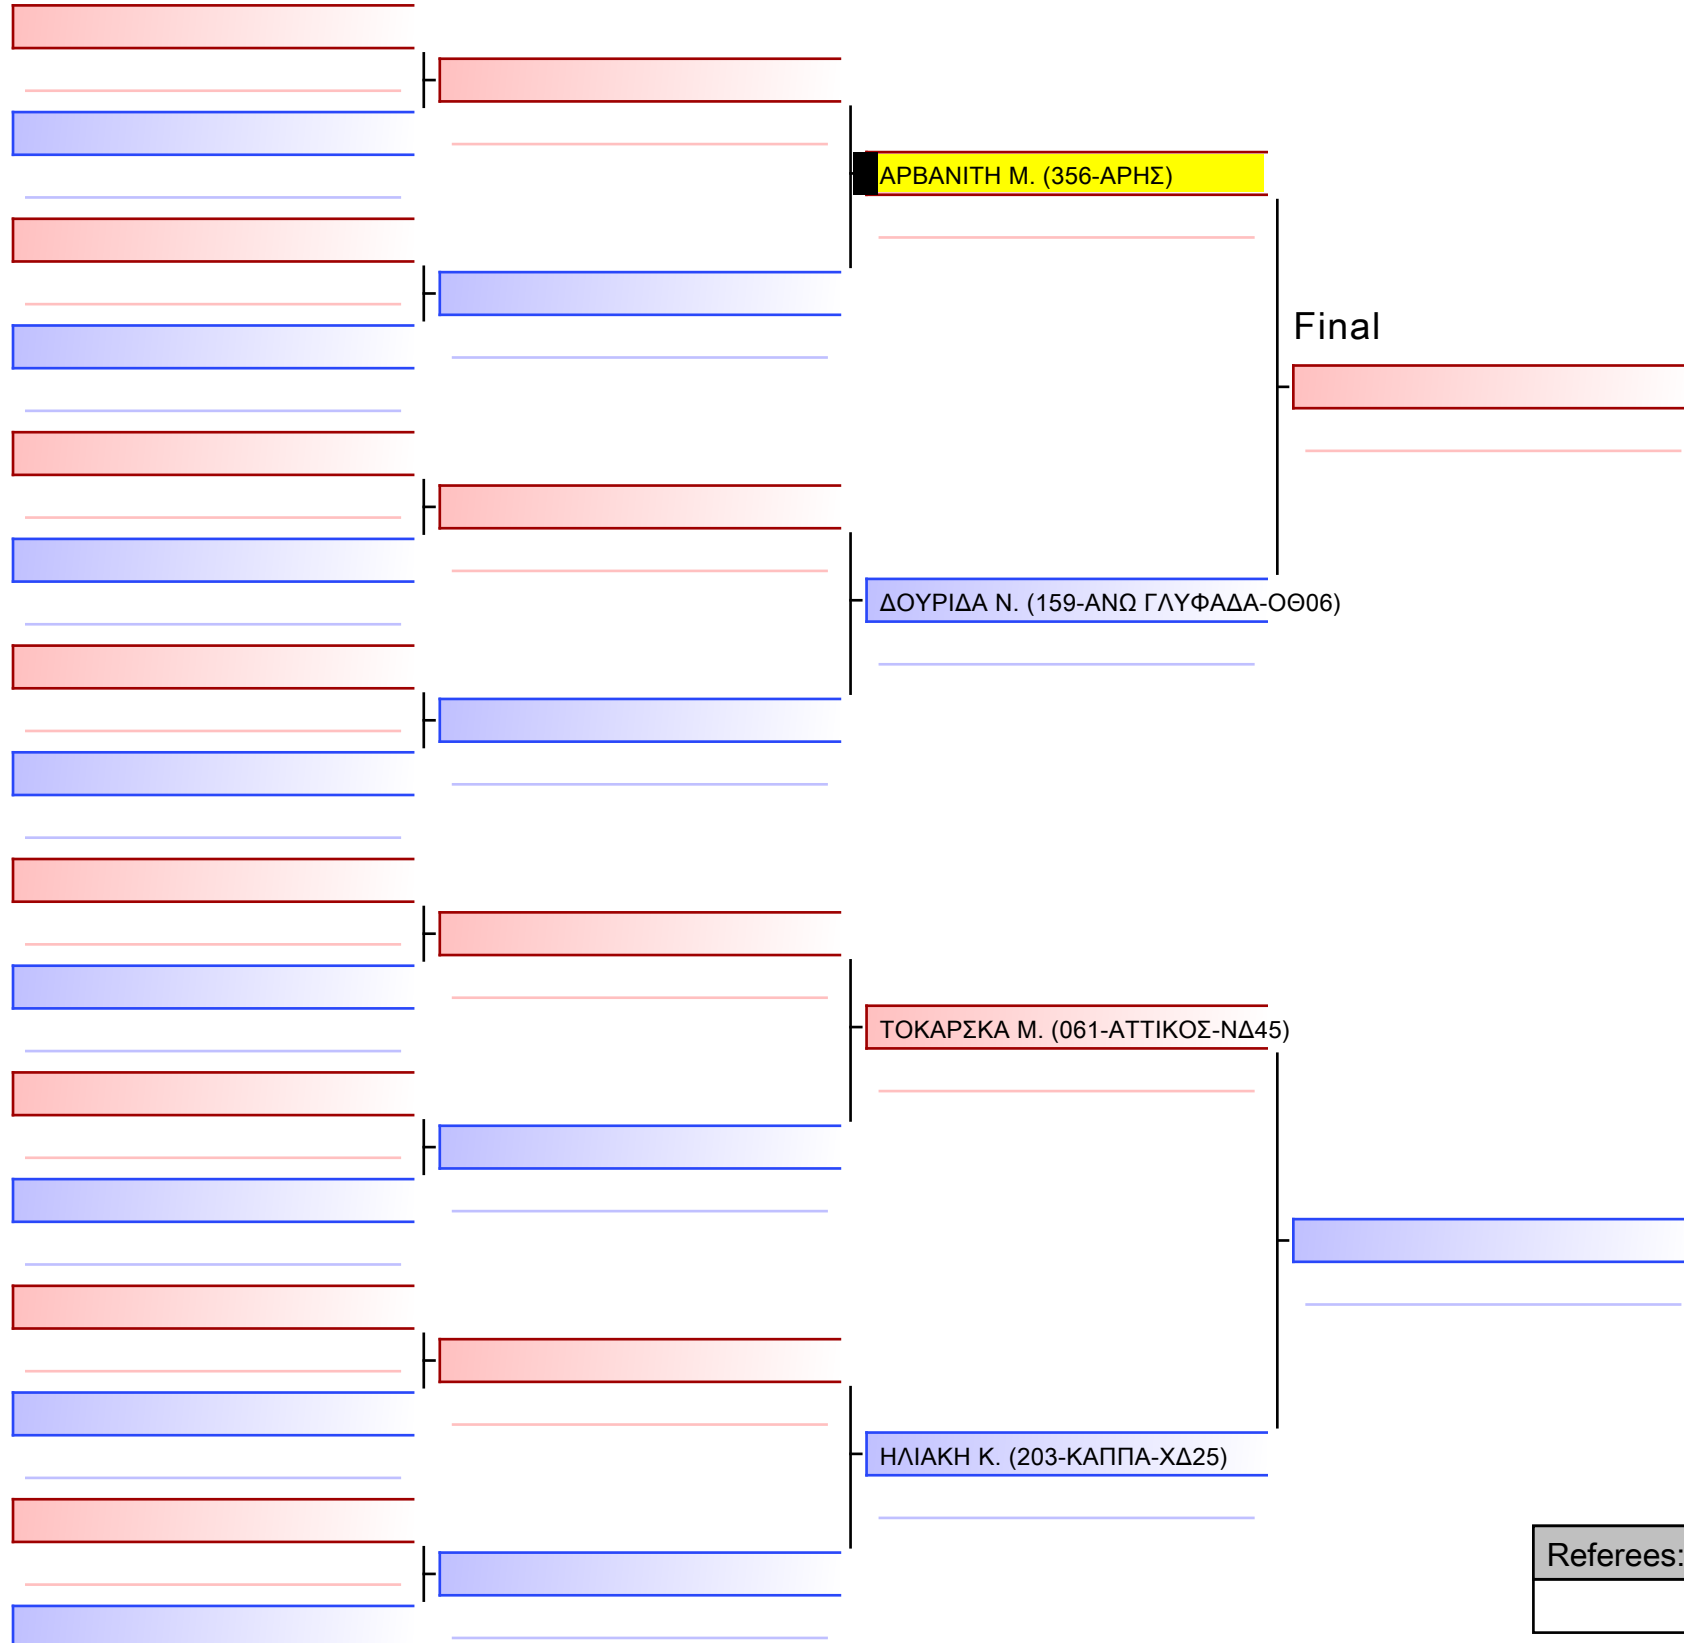 ΑΡΒΑΝΙΤΗ Μ. (356-ΑΡΗΣ)
Final
ΔΟΥΡΙΔΑ Ν. (159-ΑΝΩ ΓΛΥΦΑΔΑ-ΟΘ06)
ΤΟΚΑΡΣΚΑ Μ. (061-ΑΤΤΙΚΟΣ-ΝΔ45)
ΗΛΙΑΚΗ Κ. (203-ΚΑΠΠΑ-ΧΔ25)
Referees: